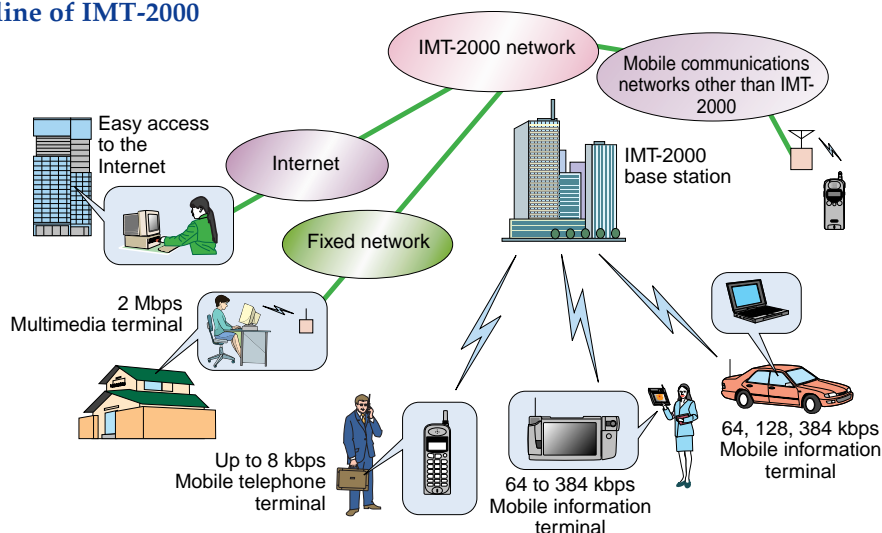 line of IMT-2000
IMT-2000 network
Mobile communications
networks other than IMT-
2000
Easy access
to the
Internet
Internet
IMT-2000
base station
Fixed network
2 Mbps
Multimedia terminal
Up to 8 kbps
Mobile telephone
terminal
64 to 384 kbps
Mobile information
terminal
64, 128, 384 kbps
Mobile information
terminal